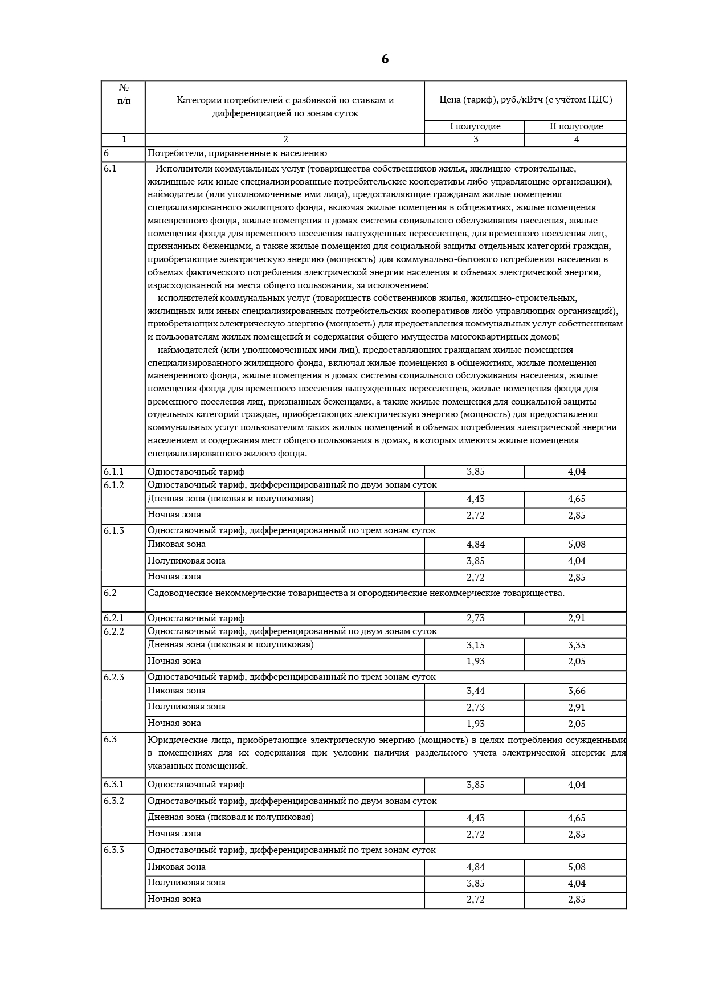 6
№
п/п
Категории потребителей с разбивкой по ставкам и
дифференциацией по зонам суток
Цена (тариф), руб./кВтч (с учётом НДС)
I полугодие II полугодие
1 2 3 4
6 Потребители, приравненные к населению
6.1 Исполнители коммунальных услуг (товарищества собственников жилья, жилищно-строительные,
жилищные или иные специализированные потребительские кооперативы либо управляющие организации),
наймодатели (или уполномоченные ими лица), предоставляющие гражданам жилые помещения
специализированного жилищного фонда, включая жилые помещения в общежитиях, жилые помещения
маневренного фонда, жилые помещения в домах системы социального обслуживания населения, жилые
помещения фонда для временного поселения вынужденных переселенцев, для временного поселения лиц,
признанных беженцами, а также жилые помещения для социальной защиты отдельных категорий граждан,
приобретающие электрическую энергию (мощность) для коммунально-бытового потребления населения в
объемах фактического потребления электрической энергии населения и объемах электрической энергии,
израсходованной на места общего пользования, за исключением:
исполнителей коммунальных услуг (товариществ собственников жилья, жилищно-строительных,
жилищных или иных специализированных потребительских кооперативов либо управляющих организаций),
приобретающих электрическую энергию (мощность) для предоставления коммунальных услуг собственникам
и пользователям жилых помещений и содержания общего имущества многоквартирных домов;
наймодателей (или уполномоченных ими лиц), предоставляющих гражданам жилые помещения
специализированного жилищного фонда, включая жилые помещения в общежитиях, жилые помещения
маневренного фонда, жилые помещения в домах системы социального обслуживания населения, жилые
помещения фонда для временного поселения вынужденных переселенцев, жилые помещения фонда для
временного поселения лиц, признанных беженцами, а также жилые помещения для социальной защиты
отдельных категорий граждан, приобретающих электрическую энергию (мощность) для предоставления
коммунальных услуг пользователям таких жилых помещений в объемах потребления электрической энергии
населением и содержания мест общего пользования в домах, в которых имеются жилые помещения
специализированного жилого фонда.
6.1.1 Одноставочный тариф 3,85 4,04
6.1.2 Одноставочный тариф, дифференцированный по двум зонам суток
Дневная зона (пиковая и полупиковая) 4,43 4,65
Ночная зона 2,72 2,85
6.1.3 Одноставочный тариф, дифференцированный по трем зонам суток
Пиковая зона 4,84 5,08
Полупиковая зона 3,85 4,04
Ночная зона 2,72 2,85
6.2 Садоводческие некоммерческие товарищества и огороднические некоммерческие товарищества.
6.2.1 Одноставочный тариф 2,73 2,91
6.2.2 Одноставочный тариф, дифференцированный по двум зонам суток
Дневная зона (пиковая и полупиковая) 3,15 3,35
Ночная зона 1,93 2,05
6.2.3 Одноставочный тариф, дифференцированный по трем зонам суток
Пиковая зона 3,44 3,66
Полупиковая зона 2,73 2,91
Ночная зона 1,93 2,05
6.3 Юридические лица, приобретающие электрическую энергию (мощность) в целях потребления осужденными
в помещениях для их содержания при условии наличия раздельного учета электрической энергии для
указанных помещений.
6.3.1 Одноставочный тариф 3,85 4,04
6.3.2 Одноставочный тариф, дифференцированный по двум зонам суток
Дневная зона (пиковая и полупиковая) 4,43 4,65
Ночная зона 2,72 2,85
6.3.3 Одноставочный тариф, дифференцированный по трем зонам суток
Пиковая зона 4,84 5,08
Полупиковая зона 3,85 4,04
Ночная зона 2,72 2,85